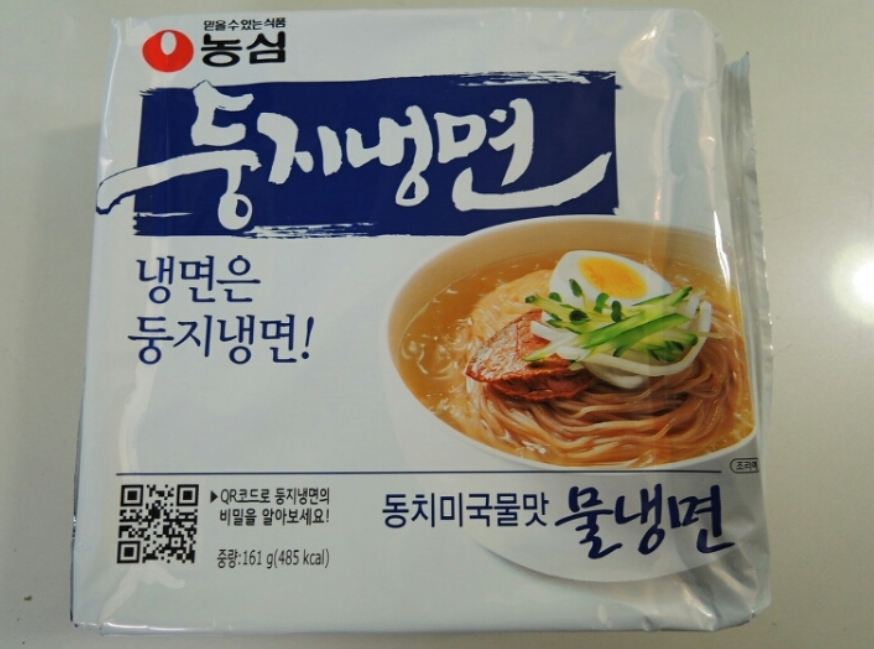 믿을 수 있는 식품
농심
둥지냉면
냉면은
둥지냉면!
▶QR코드로 둥지냉면의
비밀을 알아보세요!
중량:161 g(485 kcal)
동치미국물맛 물냉면